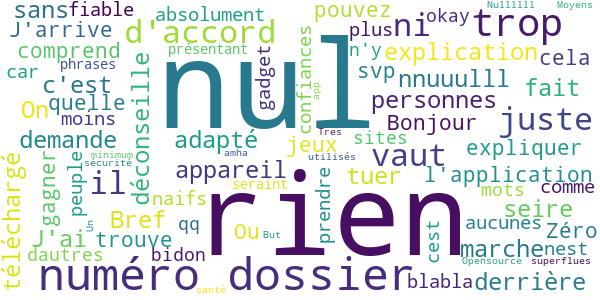 sans fiable absolument pouvez Nullllll Moyens
J'arrive d'accord plus ni okay trop
comprend présentant n'y explication cela
car phrases c'est nul gadget confiances svp nnuuulll fait
On quelle app personnes
moins déconseille Bonjour juste
demande adapté Tres sites expliquer
minimum amha jeux vaut
sécurité utilisés
téléchargé gagner peuple il appareil rien prendre tuer l'application
naifs seraint mots comme
Bref qq Ou seire
J'ai un trouve cest aucunes Zéro
But marche nest
dautres bidon Opensource superflues
numéro dossier blabla derrière
santé